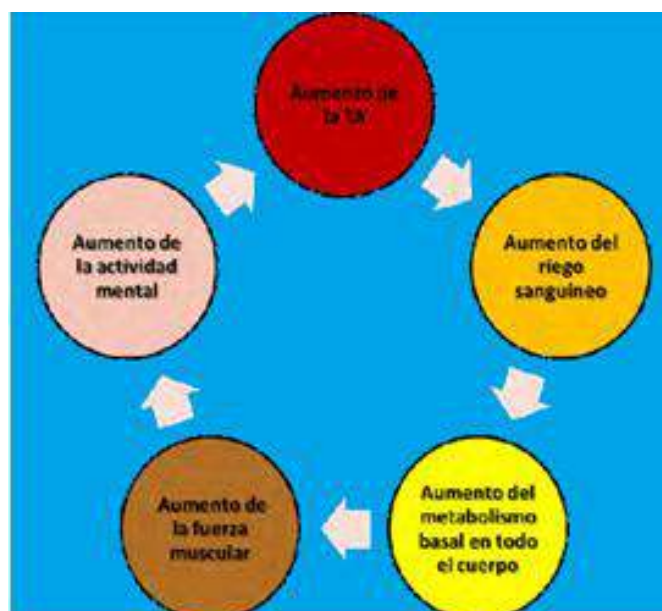 Aumento de
la TA
Aumento del
riego
sanguíneo
Aumento del
metabolismo
basal en todo
el cuerpo
Aumento de
la fuerza
muscular
Aumento de
la actividad
mental